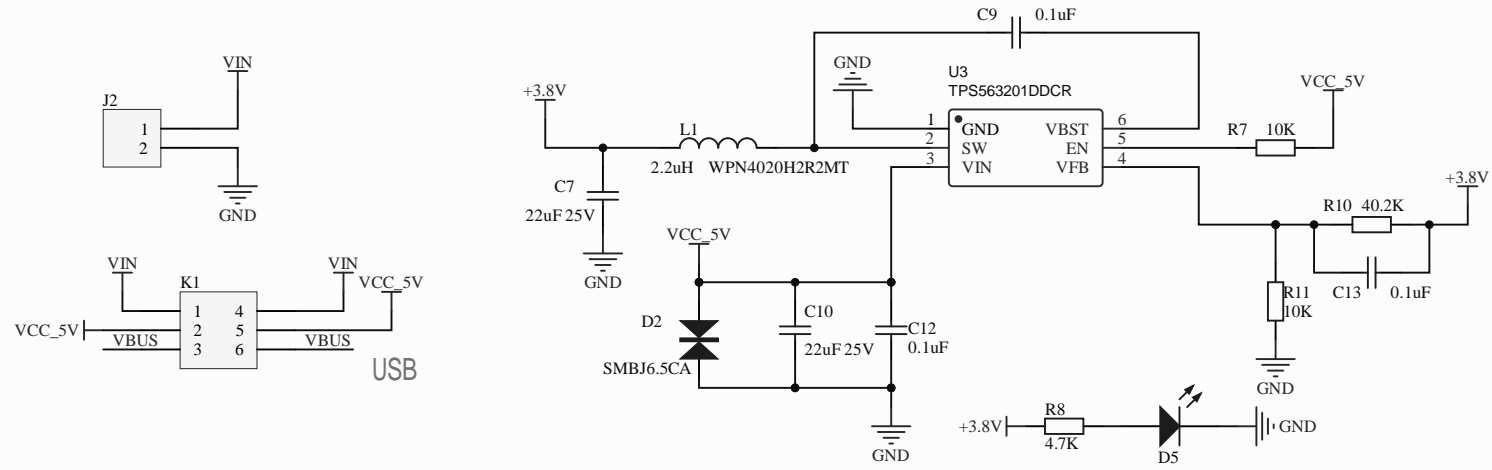 J2
VIN
1
2
GND
VIN
VIN
VCC_5V
K1
1
4
VCC_5V
2
5
VBUS
3
6
VBUS
USB
+3.8V
L1
2.2uH
WPN4020H2R2MT
C7
22uF 25V
GND
C9
0.1uF
GND
U3
TPS563201DDCR
1
GND
VBST
6
2
SW
EN
5
3
VIN
VFB
4
R7
10K
VCC_5V
VCC_5V
D2
SMBJ6.5CA
C10
22uF 25V
C12
0.1uF
GND
+3.8V
R10
40.2K
C13
0.1uF
R11
10K
GND
+3.8V
R8
4.7K
D5
GND